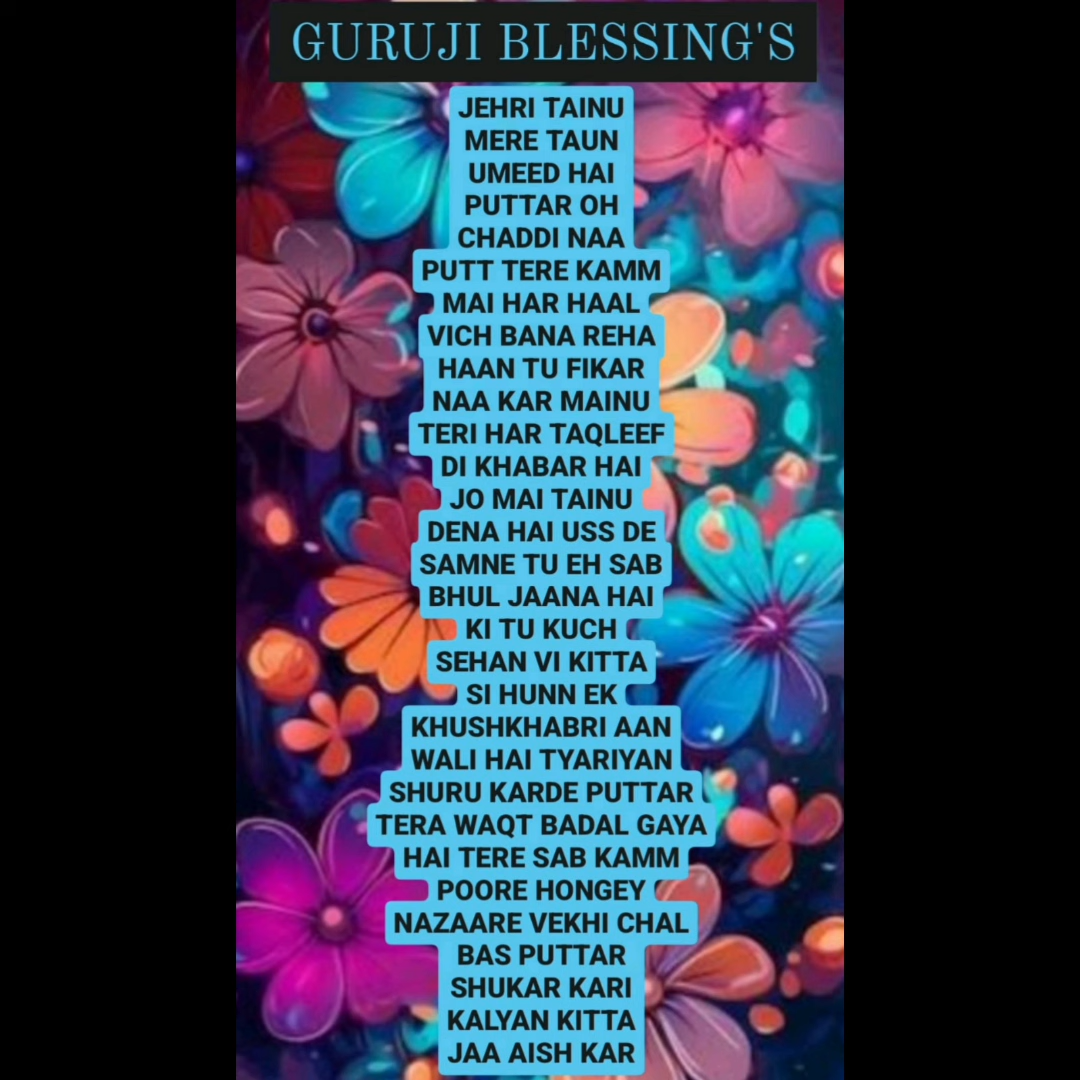 GURUJI BLESSING'S
JEHRI TAINU
MERE TAUN
UMEED HAI
PUTTAR OH
CHADDI NAA
PUTT TERE KAMM
MAI HAR HAAL
VICH BANA REHA
HAAN TU FIKAR
NAA KAR MAINU
TERI HAR TAQLEEF
DI KHABAR HAI
JO MAI TAINU
DENA HAI USS DE
SAMNE TU EH SAB
BHUL JAANA HAI
KI TU KUCH
SEHAN VI KITTA
SI HUNN EK
KHUSHKHABRI AAN
WALI HAI TYARIYAN
SHURU KARDE PUTTAR
TERA WAQT BADAL GAYA
HAI TERE SAB KAMM
POORE HONGEY
NAZAARE VEKHI CHAL
BAS PUTTAR
SHUKAR KARI
KALYAN KITTA
JAA AISH KAR